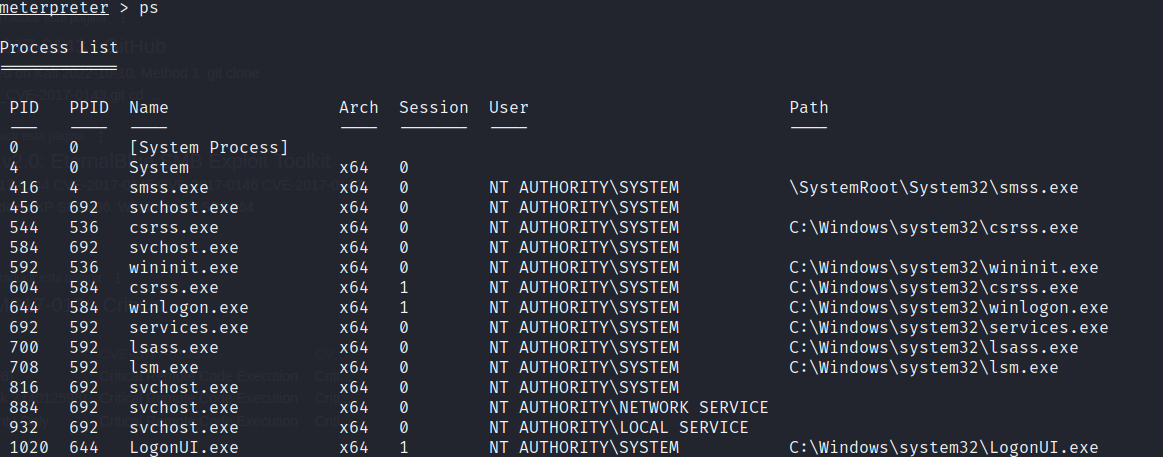 meterpreter > ps
Process List
PID PPID Name Arch Session User Path
0 0 [System Process]
4 0 System x64 0
416 4 smss.exe x64 0 NT AUTHORITY\SYSTEM \SystemRoot\System32\smss.exe
456 692 svchost.exe x64 0 NT AUTHORITY\SYSTEM
544 536 csrss.exe x64 0 NT AUTHORITY\SYSTEM C:\Windows\system32\csrss.exe
584 692 svchost.exe x64 0 NT AUTHORITY\SYSTEM
592 536 wininit.exe x64 0 NT AUTHORITY\SYSTEM C:\Windows\system32\wininit.exe
604 584 csrss.exe x64 1 NT AUTHORITY\SYSTEM C:\Windows\system32\csrss.exe
644 584 winlogon.exe x64 1 NT AUTHORITY\SYSTEM C:\Windows\system32\winlogon.exe
692 592 services.exe x64 0 NT AUTHORITY\SYSTEM C:\Windows\system32\services.exe
700 592 lsass.exe x64 0 NT AUTHORITY\SYSTEM C:\Windows\system32\lsass.exe
708 592 lsm.exe x64 0 NT AUTHORITY\SYSTEM C:\Windows\system32\lsm.exe
816 692 svchost.exe x64 0 NT AUTHORITY\SYSTEM
884 692 svchost.exe x64 0 NT AUTHORITY\NETWORK SERVICE
932 692 svchost.exe x64 0 NT AUTHORITY\LOCAL SERVICE
1020 644 LogonUI.exe x64 1 NT AUTHORITY\SYSTEM C:\Windows\system32\LogonUI.exe